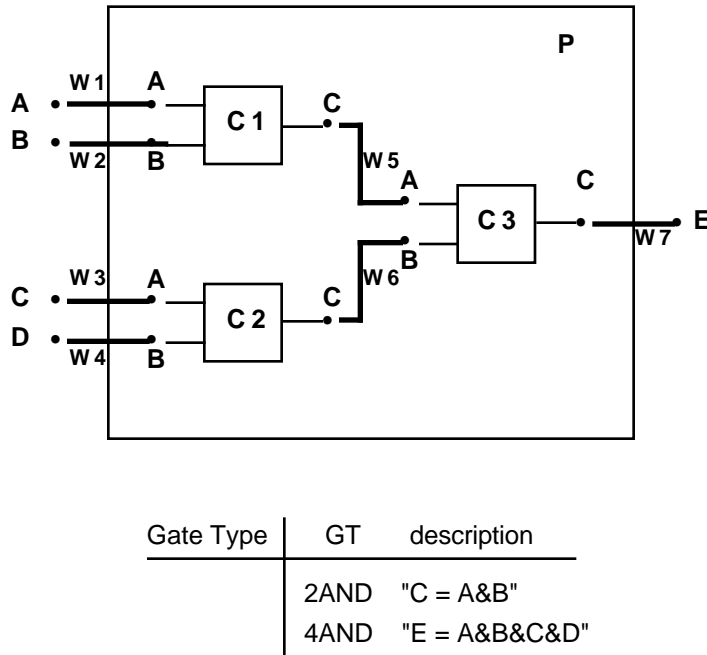 P
W1 A
A
C1 C
B
W2 B
W5
A C
C3 E
W7
B
W3 A W6
C C
C2
D
W4 B
Gate Type GT description
2AND "C = A&B"
4AND "E = A&B&C&D"